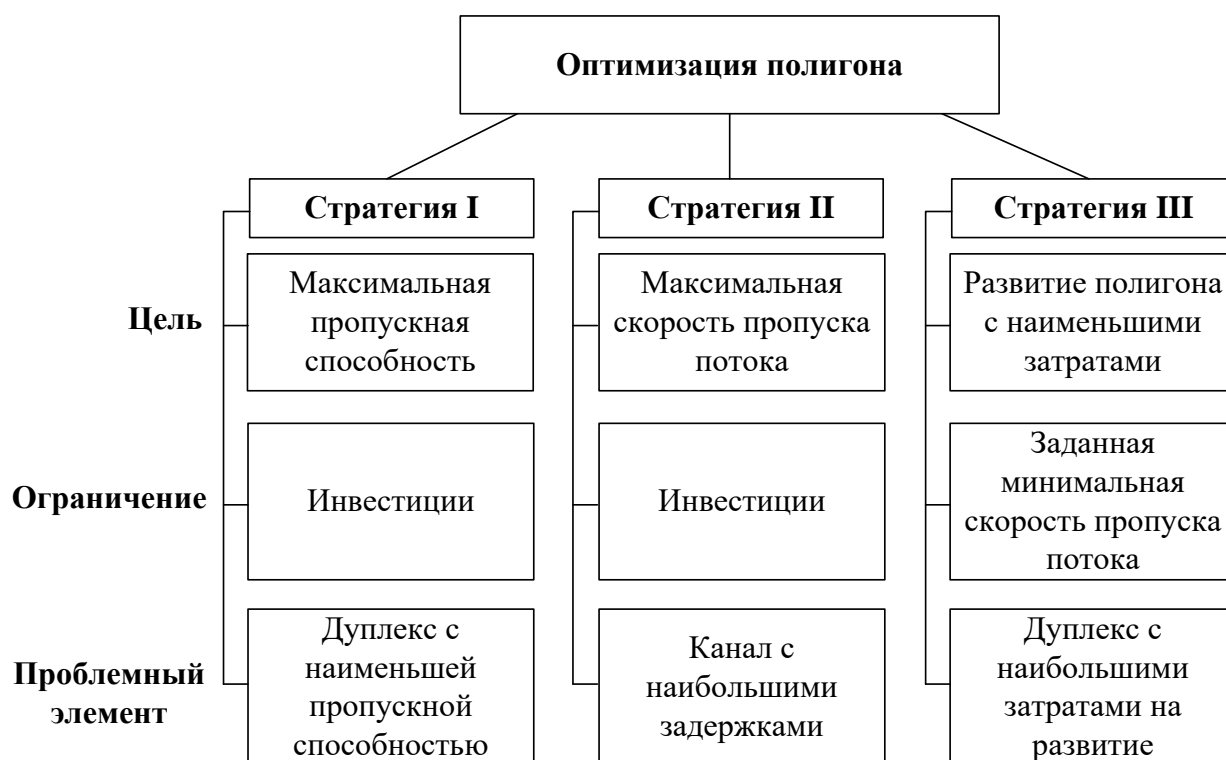 Оптимизация полигона
Стратегия I
Стратегия II
Стратегия III
Цель
Максимальная
пропускная
способность
Максимальная
скорость пропуска
потока
Развитие полигона
с наименьшими
затратами
Ограничение
Инвестиции
Инвестиции
Заданная
минимальная
скорость пропуска
потока
Проблемный
элемент
Дуплекс с
наименьшей
пропускной
способностью
Канал с
наибольшими
задержками
Дуплекс с
наибольшими
затратами на
развитие